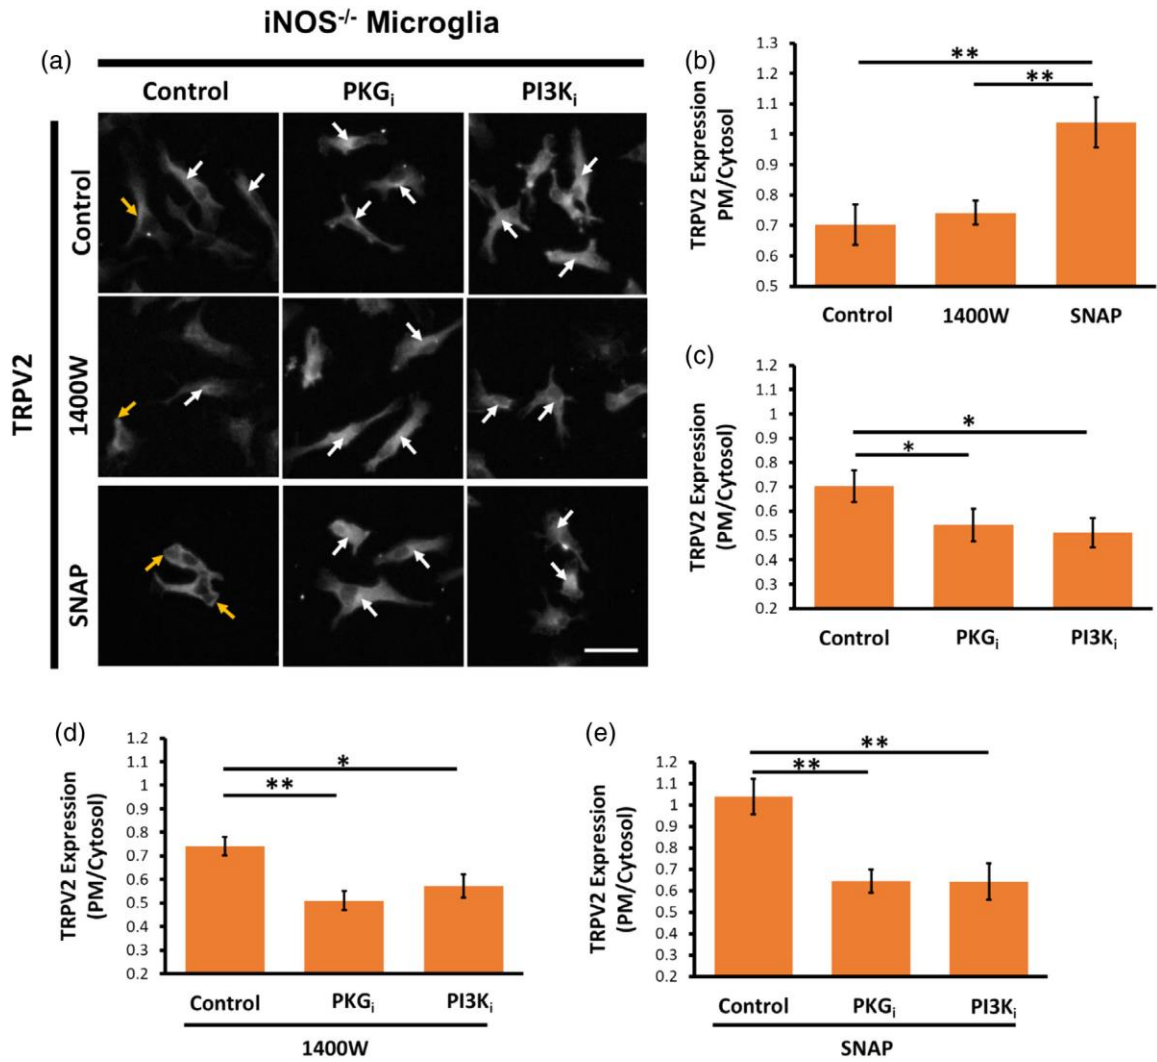 iNOS-/- Microglia
(a)
Control PKGi PI3Ki
TRPV2
Control
1400W
SNAP
(b)
TRPV2 Expression
PM/Cytosol
1.3
1.2
1.1
1
0.9
0.8
0.7
0.6
0.5
** 
**
Control 1400W SNAP
(c)
TRPV2 Expression
(PM/Cytosol)
1.2
1.1
1
0.9
0.8
0.7
0.6
0.5
0.4
0.3
0.2
*
*
Control PKGi PI3Ki
(d)
TRPV2 Expression
(PM/Cytosol)
1.2
1.1
1
0.9
0.8
0.7
0.6
0.5
0.4
0.3
0.2
*
**
Control PKGi PI3Ki
1400W
(e)
TRPV2 Expression
(PM/Cytosol)
1.2
1.1
1
0.9
0.8
0.7
0.6
0.5
0.4
0.3
0.2
**
**
Control PKGi PI3Ki
SNAP